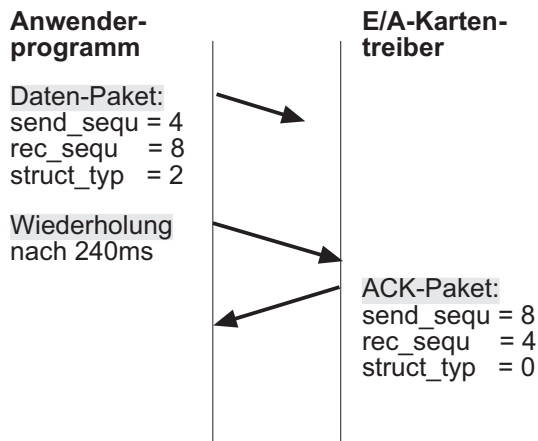 Anwender-
programm
E/A-Karten-
treiber
Daten-Paket:
send_sequ = 4
rec_sequ = 8
struct_typ = 2
Wiederholung
nach 240ms
ACK-Paket:
send_sequ = 8
rec_sequ = 4
struct_typ = 0